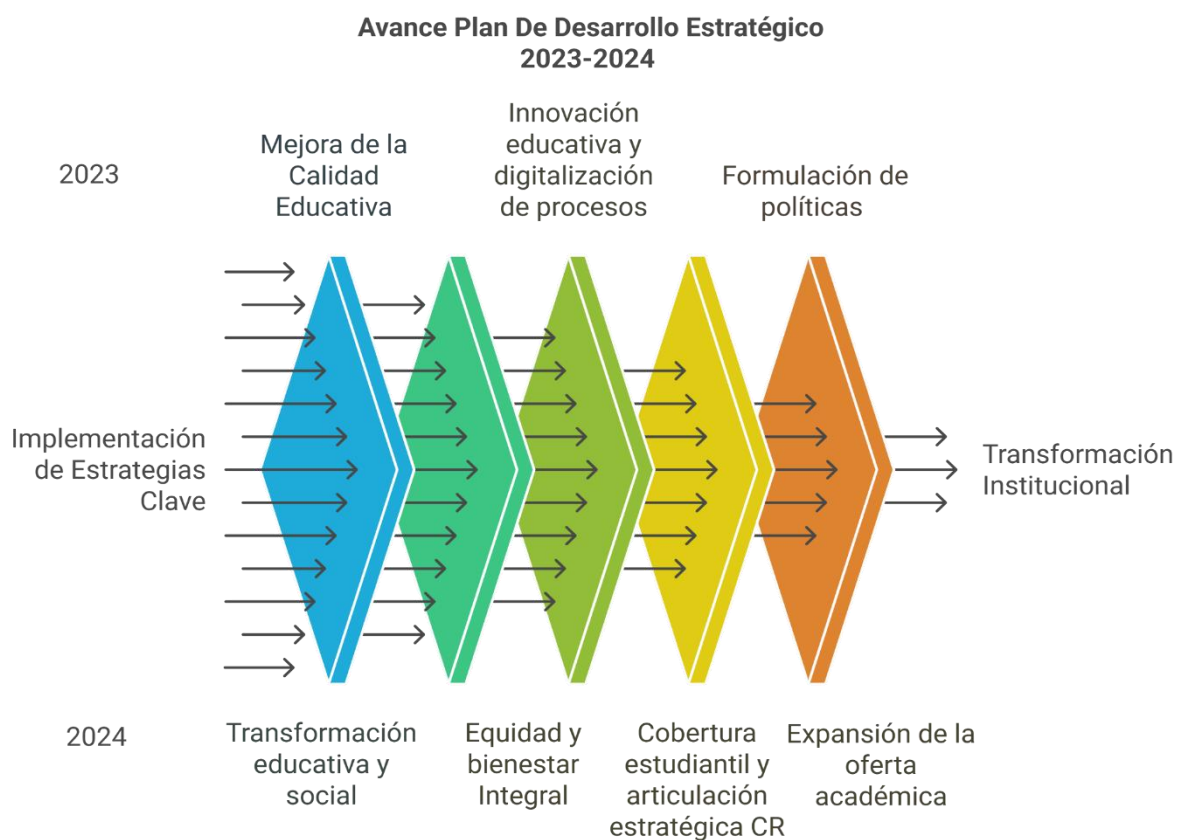 Avance Plan De Desarrollo Estratégico
2023-2024
2023
Mejora de la
Calidad
Educativa
Innovación
educativa y
digitalización
de procesos
Formulación de
políticas
Implementación
de Estrategias
Clave
Transformación
Institucional
2024
Transformación
educativa y
social
Equidad y
bienestar
Integral
Cobertura
estudiantil y
articulación
estratégica CR
Expansión de la
oferta
académica